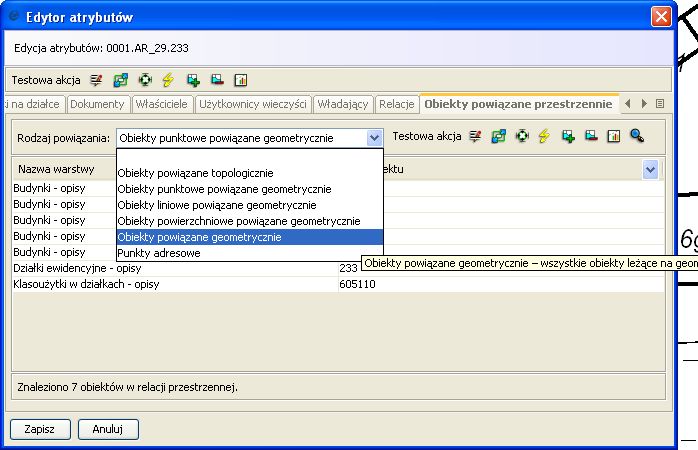 Edytor atrybutów
Edycja atrybutów: 0001.AR_29.233
Testowa akcja
ki na działce Dokumenty Właściciele Użytkownicy wieczyści Władający Relacje Obiekty powiązane przestrzennie
Rodzaj powiązania: Obiekty punktowe powiązane geometrycznie Testowa akcja
Nazwa warstwy ektu
Obiekty powiązane topologicznie
Budynki - opisy Obiekty punktowe powiązane geometrycznie
Budynki - opisy Obiekty liniowe powiązane geometrycznie
Budynki - opisy Obiekty powierzchniowe powiązane geometrycznie
Budynki - opisy Obiekty powiązane geometrycznie
Budynki - opisy Punkty adresowe
Obiekty powiązane geometrycznie – wszystkie obiekty leżące na geom
Działki ewidencyjne - opisy 233
Klasoużytki w działkach - opisy 605110
Znaleziono 7 obiektów w relacji przestrzennej.
Zapisz Anuluj